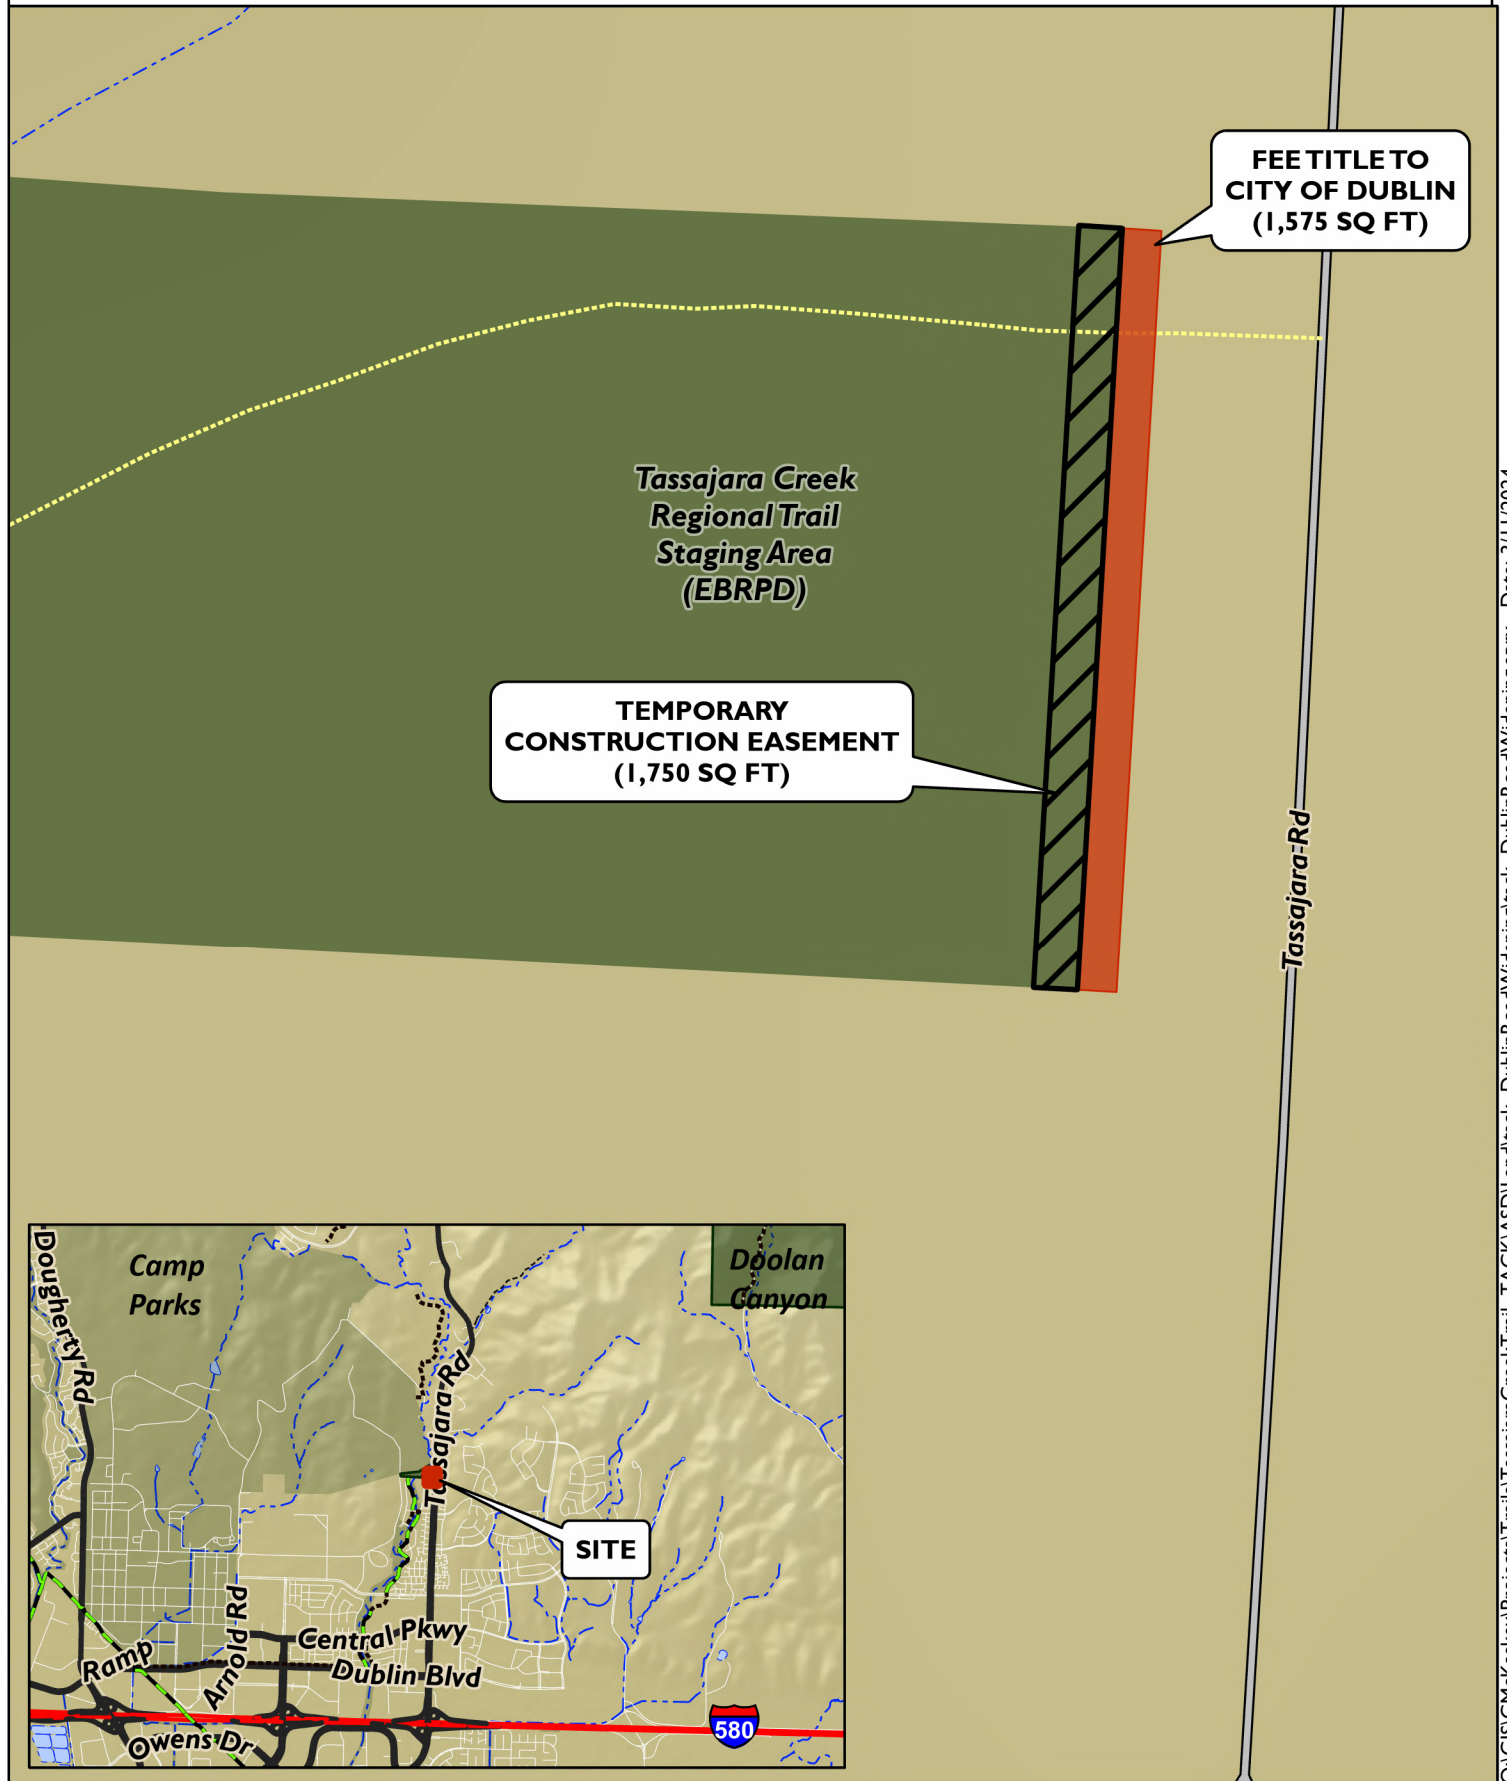 FEE TITLE TO
CITY OF DUBLIN
(1,575 SQ FT)
Tassajara Creek
Regional Trail
Staging Area
(EBRPD)
TEMPORARY
CONSTRUCTION EASEMENT
(1,750 SQ FT)
Tassajara Rd
Dougherty Rd
Camp
Parks
Doolan
Canyon
Tassajara Rd
SITE
Arnold Rd
Central Pkwy
Ramp
Dublin Blvd
580
Owens Dr